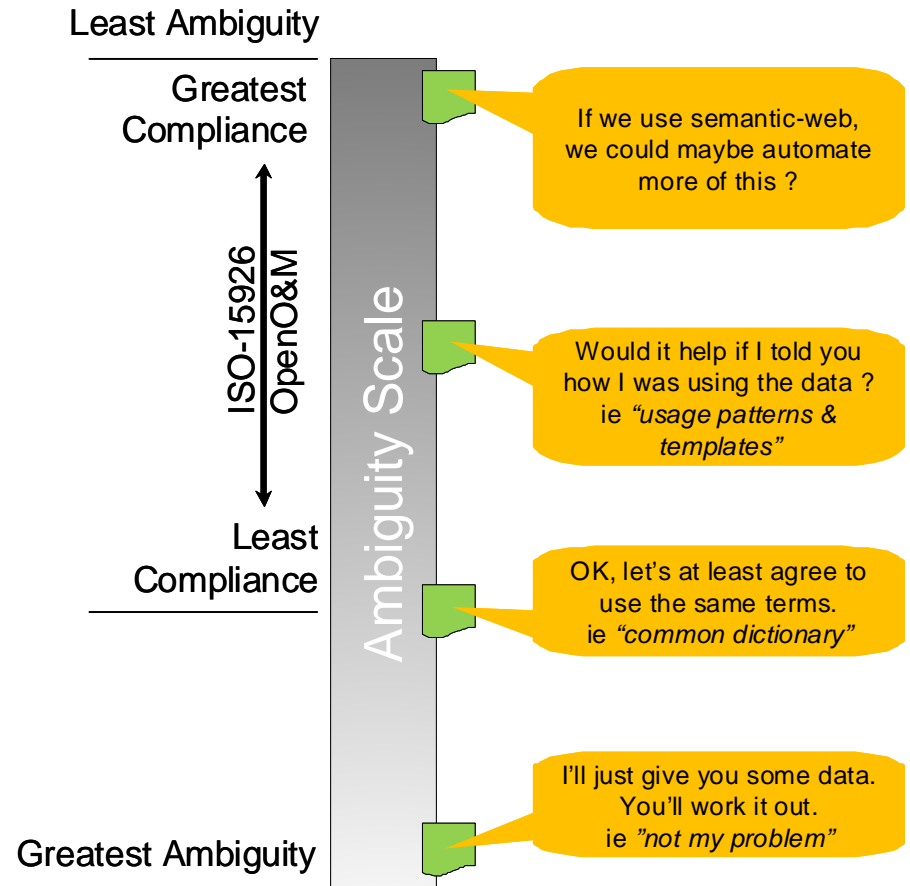 Least Ambiguity
Greatest
Compliance
ISO-15926
OpenO&M
Least
Compliance
Greatest Ambiguity
Ambiguity Scale
If we use semantic-web,
we could maybe automate
more of this ?
Would it help if I told you
how I was using the data ?
ie “usage patterns &
templates”
OK, let’s at least agree to
use the same terms.
ie “common dictionary”
I’ll just give you some data.
You’ll work it out.
ie ”not my problem”